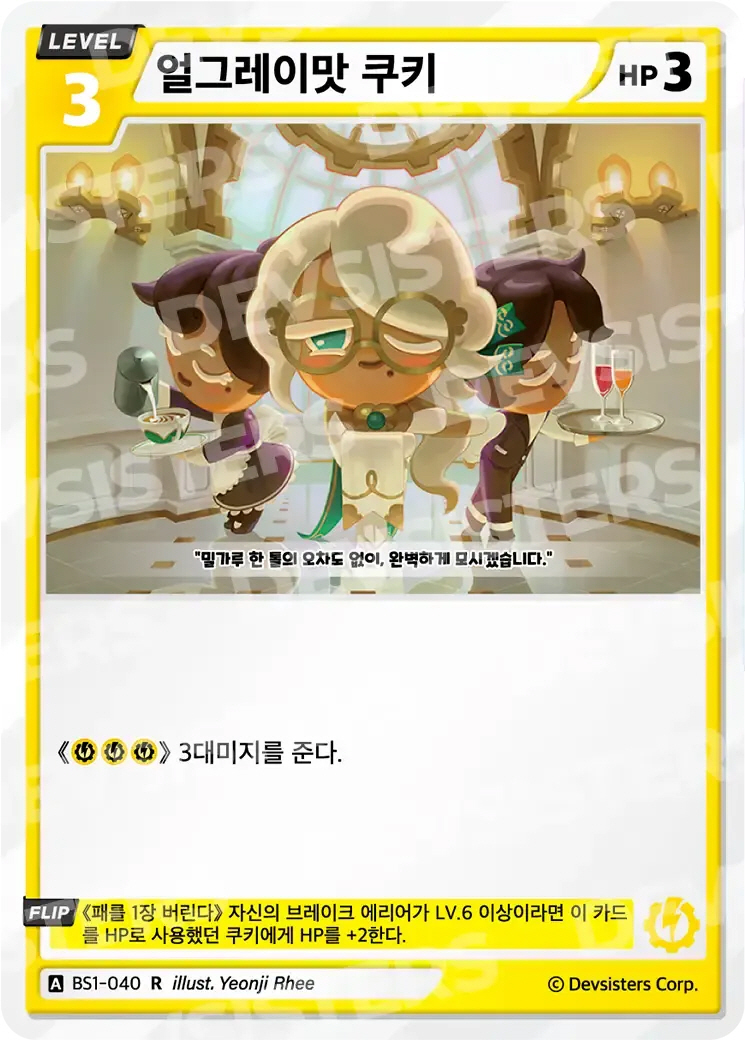 LEVEL
3
얼그레이맛 쿠키
HP 3
"밀가루 한 톨의 오차도 없이, 완벽하게 모시겠습니다."
《 》 3대미지를 준다.
FLIP
《패를 1장 버린다》 자신의 브레이크 에리어가 LV.6 이상이라면 이 카드
를 HP로 사용했던 쿠키에게 HP를 +2한다.
A BS1-040 R illust. Yeonji Rhee
© Devsisters Corp.
DEVSISTERS